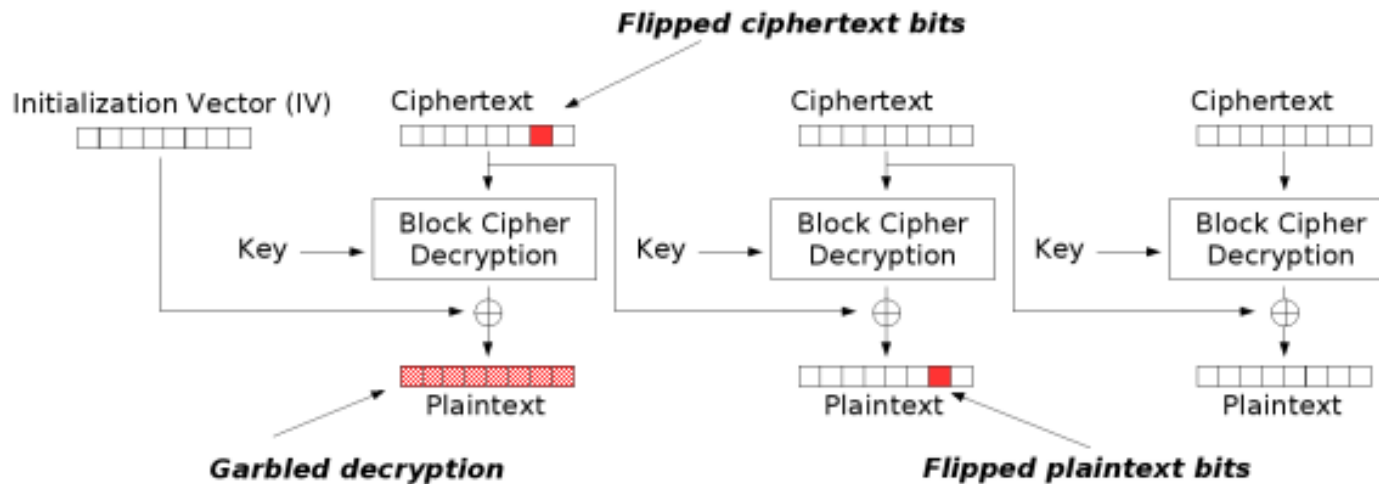 Flipped ciphertext bits
Initialization Vector (IV)
Ciphertext
Ciphertext
Ciphertext
Key
Block Cipher
Decryption
Key
Block Cipher
Decryption
Key
Block Cipher
Decryption
Plaintext
Plaintext
Plaintext
Garbled decryption
Flipped plaintext bits